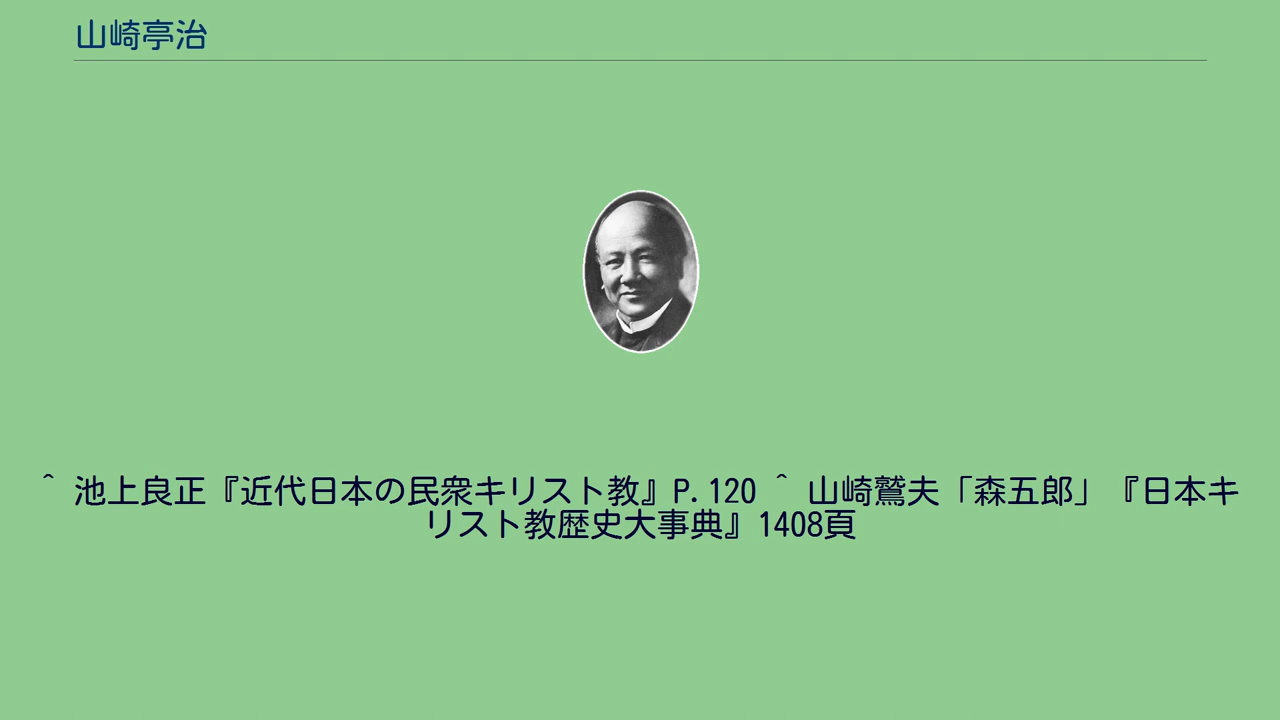 山崎亭治
^ 池上良正『近代日本の民衆キリスト教』P.120 ^ 山崎鷲夫「森五郎」『日本キ
リスト教歴史大事典』1408頁